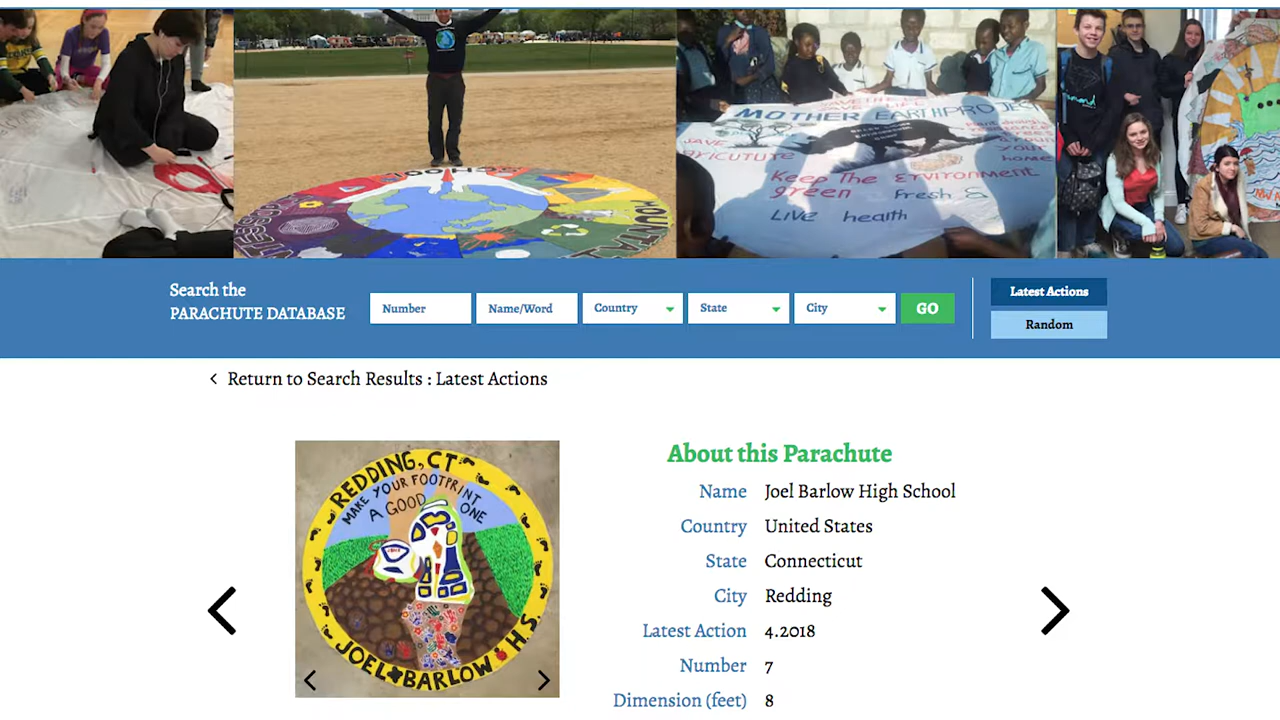 MOTHER EARTH PROJECT
SAVE
Keep The Environment
green Fresh &
Live health
your
home
Search the
PARACHUTE DATABASE
Number
Name/Word
Country
State
City
GO
Latest Actions
Random
Return to Search Results : Latest Actions
REDDING, CT
MAKE YOUR FOOTPRINT
A GOOD ONE
JOEL BARLOW H.S.
About this Parachute
Name Joel Barlow High School
Country United States
State Connecticut
City Redding
Latest Action 4.2018
Number 7
Dimension (feet) 8